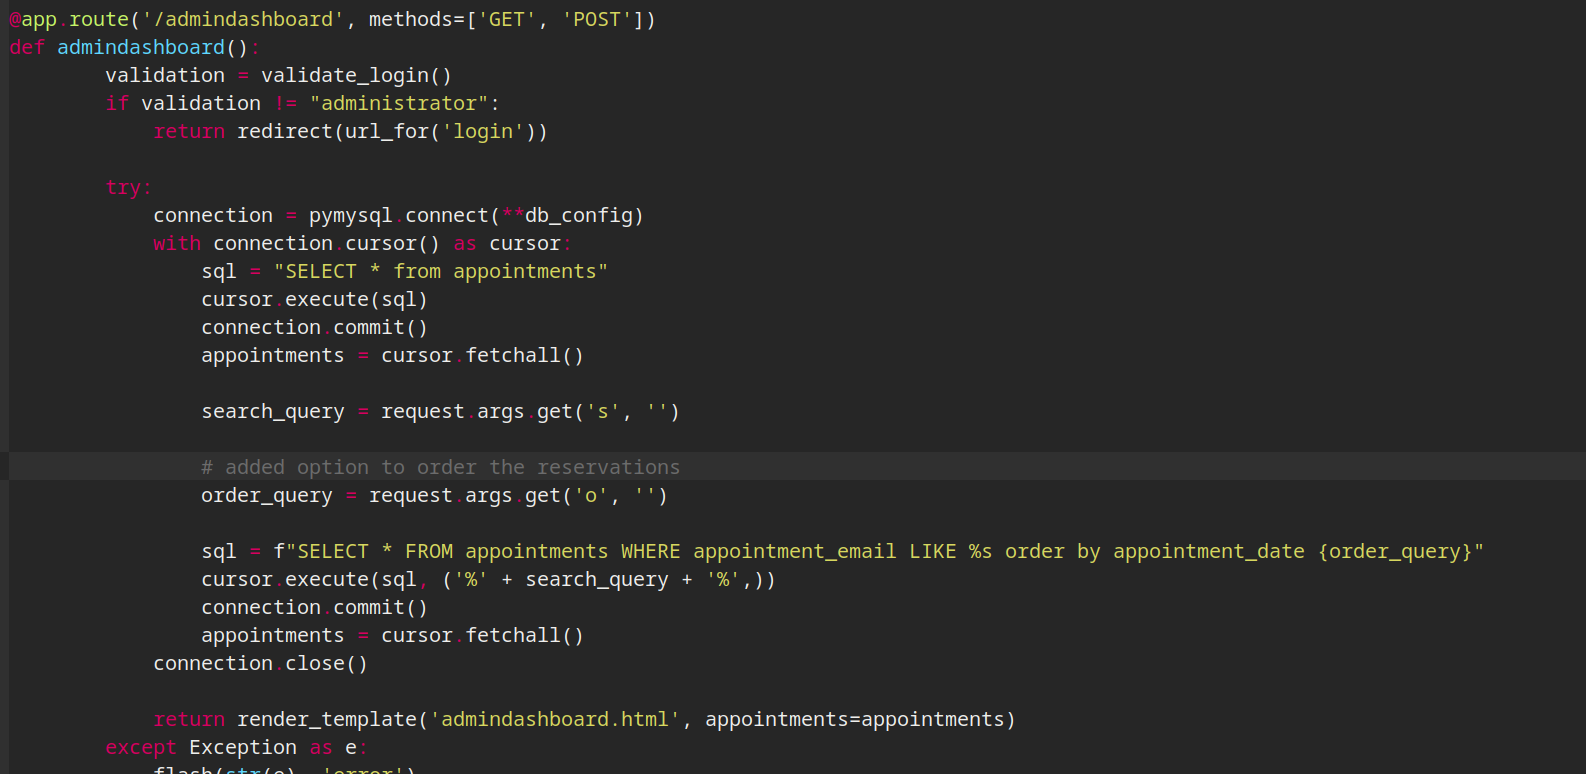 @app.route('/admindashboard', methods=['GET', 'POST'])
def admindashboard():
        validation = validate_login()
        if validation != "administrator":
            return redirect(url_for('login'))

        try:
            connection = pymysql.connect(**db_config)
            with connection.cursor() as cursor:
                sql = "SELECT * from appointments"
                cursor.execute(sql)
                connection.commit()
                appointments = cursor.fetchall()

                search_query = request.args.get('s', '')

                # added option to order the reservations
                order_query = request.args.get('o', '')

                sql = f"SELECT * FROM appointments WHERE appointment_email LIKE %s order by appointment_date {order_query}"
                cursor.execute(sql, ('%' + search_query + '%',))
                connection.commit()
                appointments = cursor.fetchall()
            connection.close()

            return render_template('admindashboard.html', appointments=appointments)
        except Exception as e:
            flash(str(e), 'error')